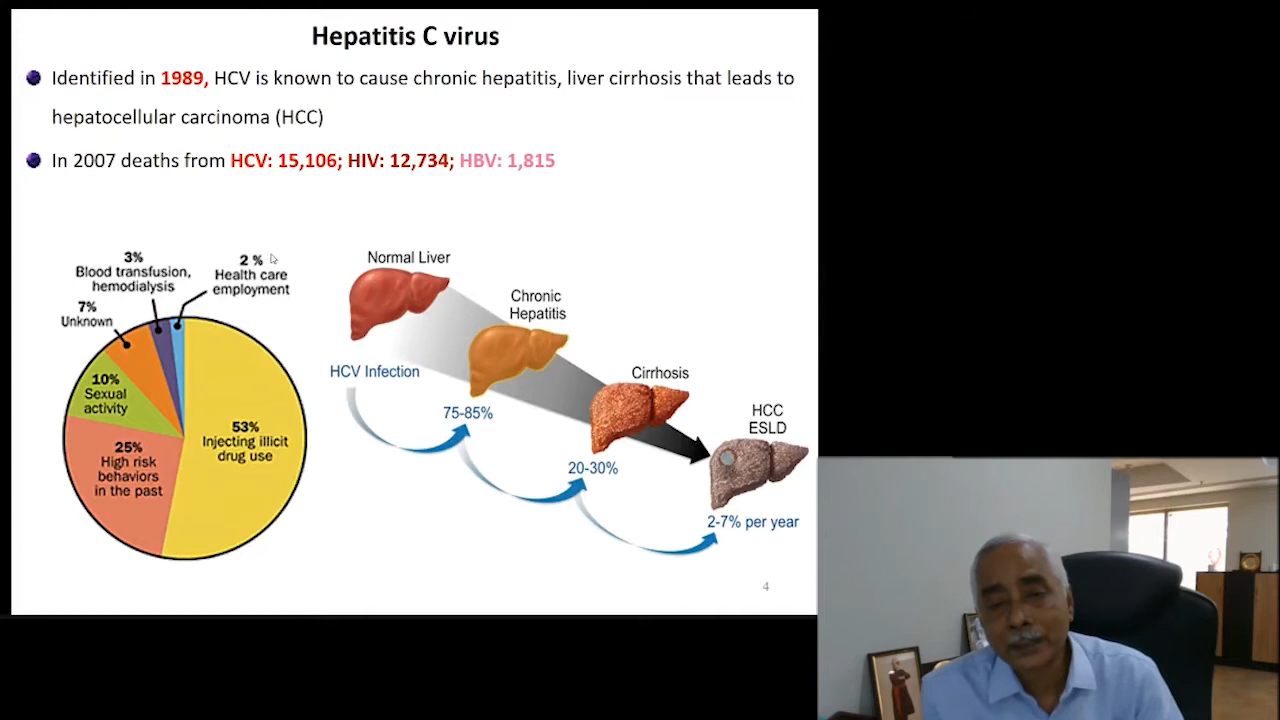 Hepatitis C virus
Identified in 1989, HCV is known to cause chronic hepatitis, liver cirrhosis that leads to
hepatocellular carcinoma (HCC)
In 2007 deaths from HCV: 15,106; HIV: 12,734; HBV: 1,815
3%
Blood transfusion,
hemodialysis
2 %
Health care
employment
7%
Unknown
10%
Sexual
activity
53%
Injecting illicit
drug use
25%
High risk
behaviors
in the past
Normal Liver
Chronic
Hepatitis
Cirrhosis
HCC
ESLD
HCV Infection
75-85%
20-30%
2-7% per year
4